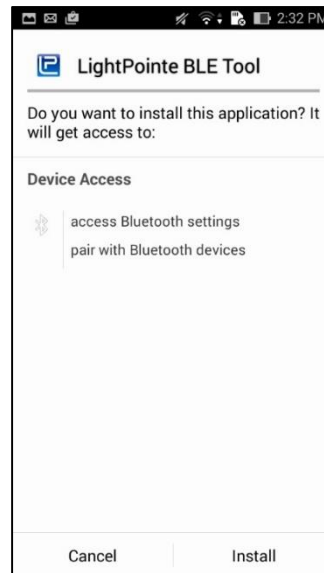 2:32 PM
LightPointe BLE Tool
Do you want to install this application? It
will get access to:
Device Access
access Bluetooth settings
pair with Bluetooth devices
Cancel
Install